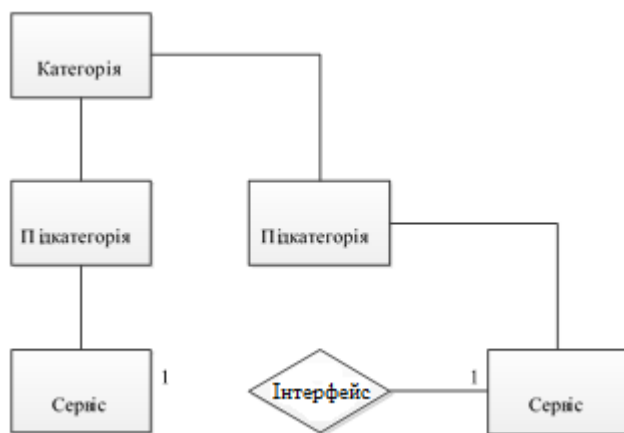 Категорія
Підкатегорія
Підкатегорія
Сервіс
1
Інтерфейс
1
Сервіс